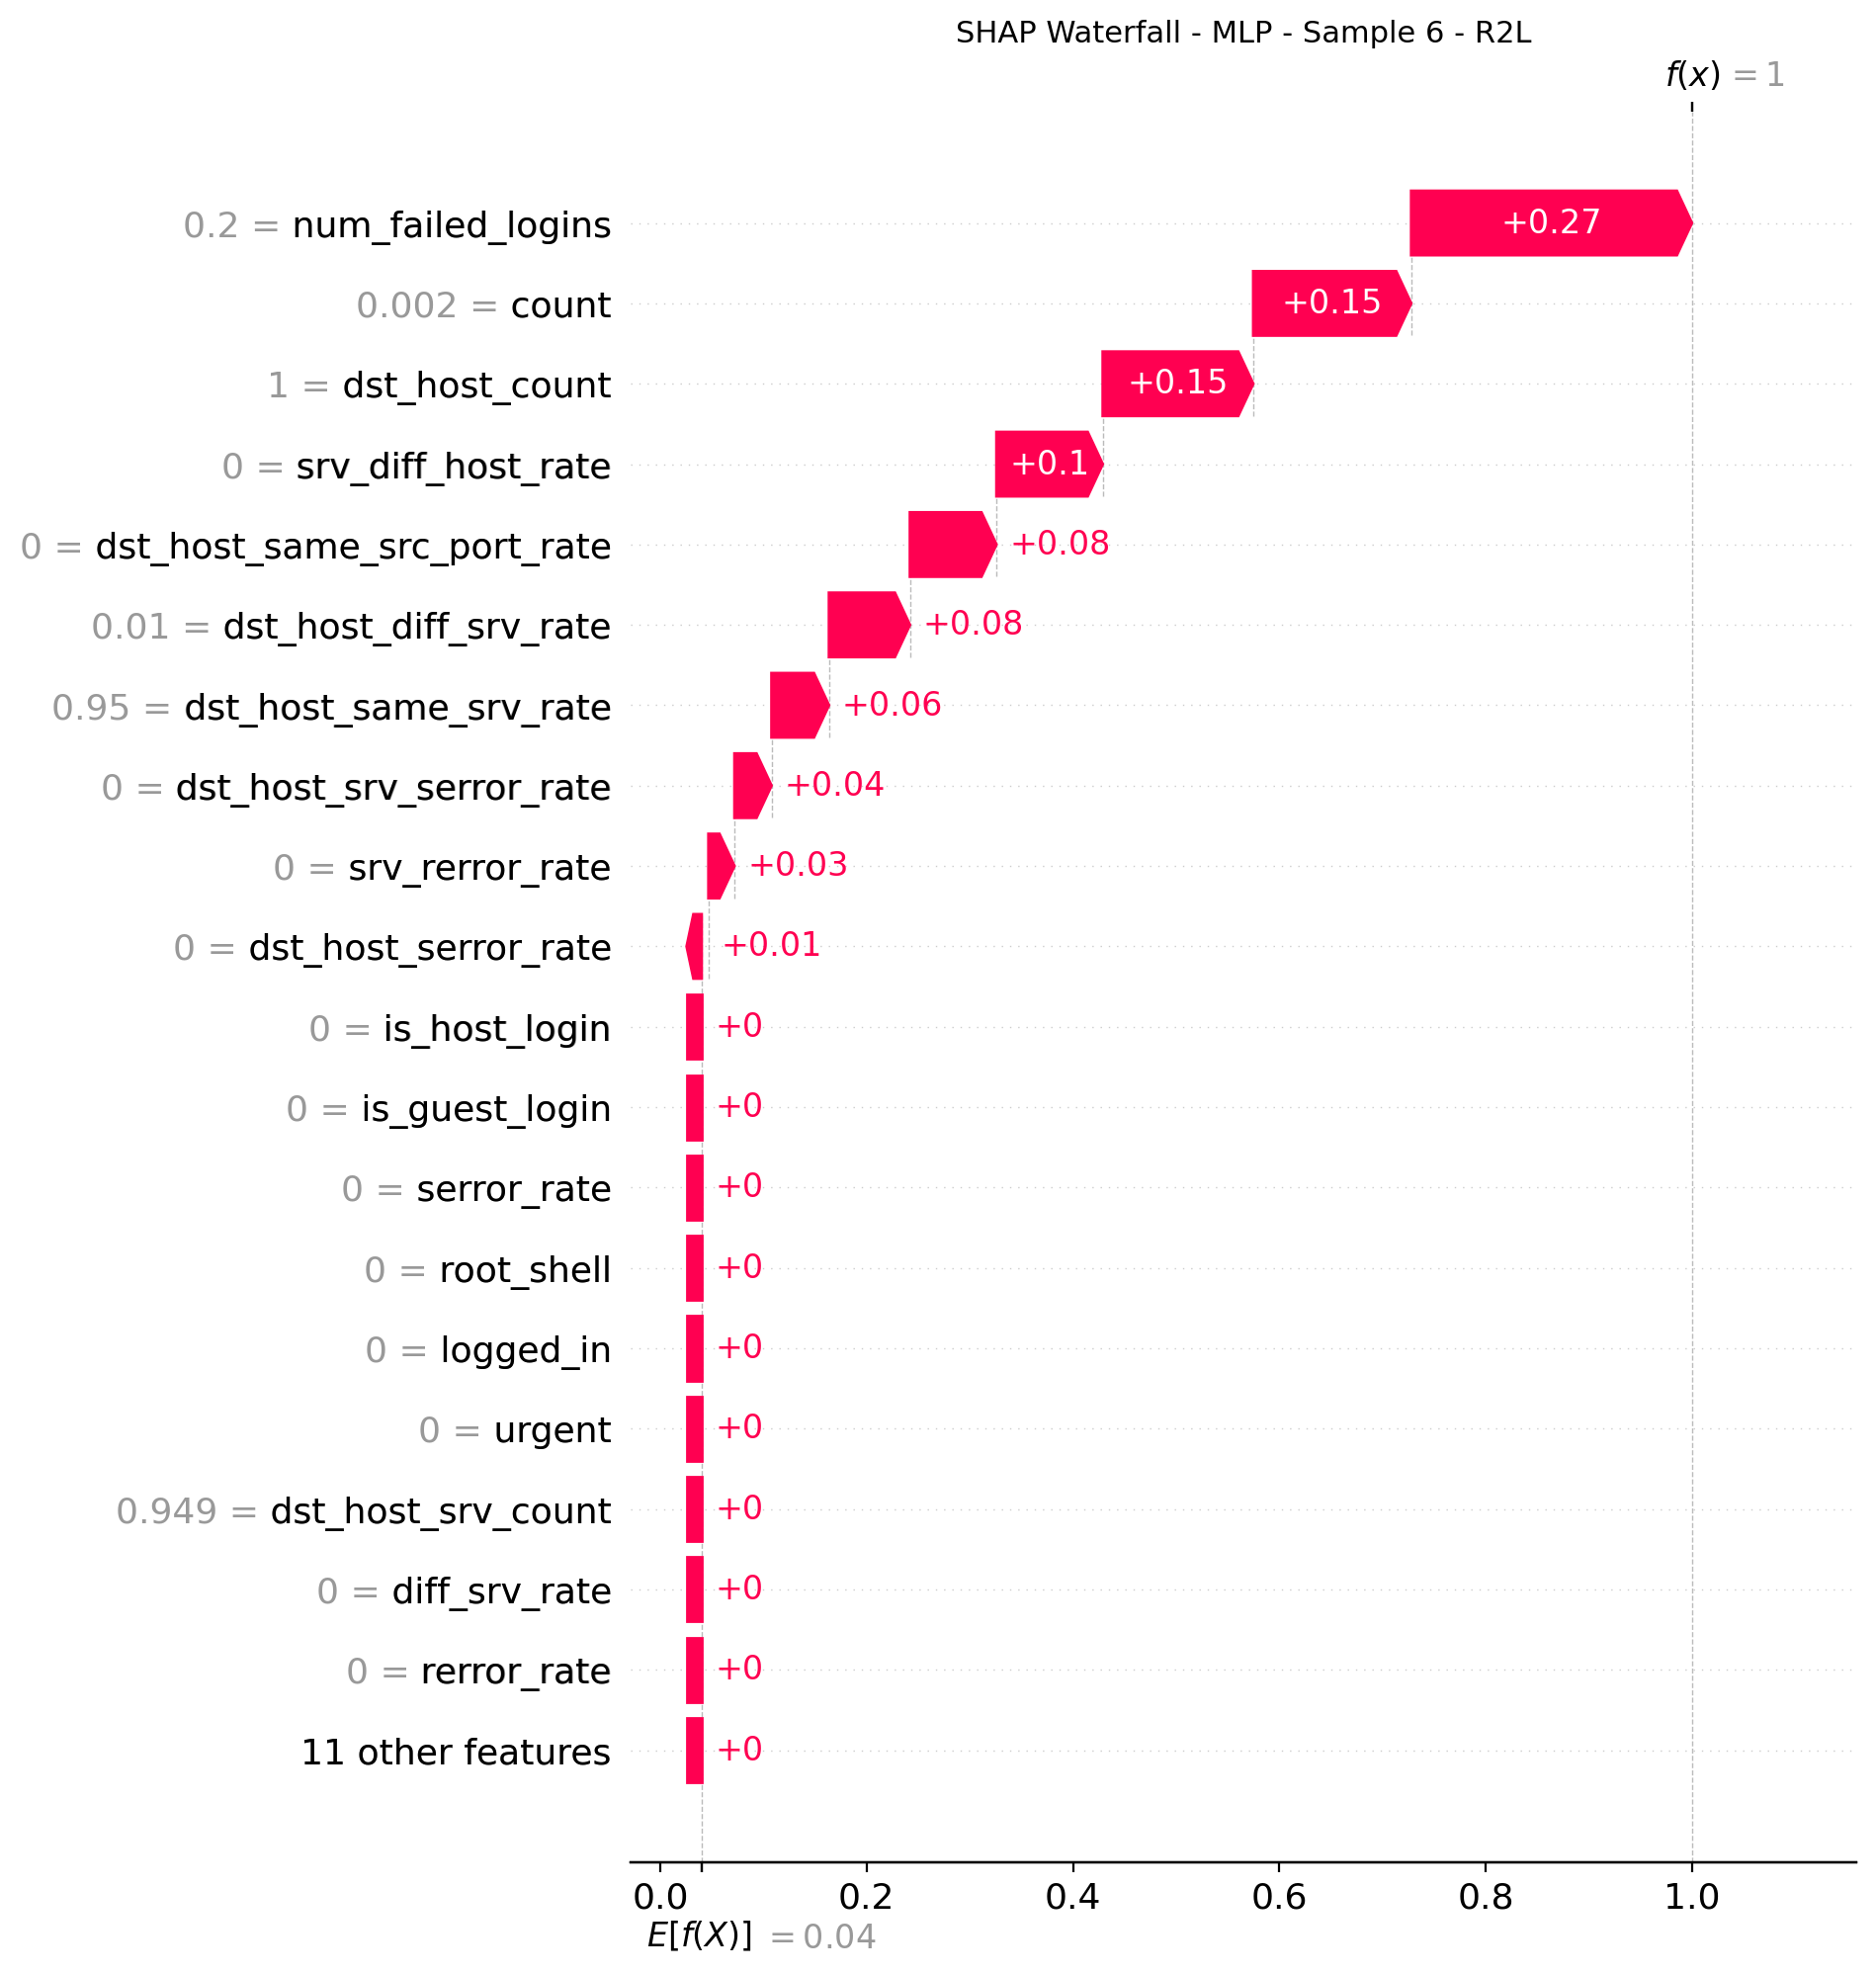 SHAP Waterfall - MLP - Sample 6 - R2L
f(x) = 1
0.2 = num_failed_logins +0.27
0.002 = count +0.15
1 = dst_host_count +0.15
0 = srv_diff_host_rate +0.1
0 = dst_host_same_src_port_rate +0.08
0.01 = dst_host_diff_srv_rate +0.08
0.95 = dst_host_same_srv_rate +0.06
0 = dst_host_srv_serror_rate +0.04
0 = srv_rerror_rate +0.03
0 = dst_host_serror_rate +0.01
0 = is_host_login +0
0 = is_guest_login +0
0 = serror_rate +0
0 = root_shell +0
0 = logged_in +0
0 = urgent +0
0.949 = dst_host_srv_count +0
0 = diff_srv_rate +0
0 = rerror_rate +0
11 other features +0
0.0 0.2 0.4 0.6 0.8 1.0
E[f(X)] = 0.04